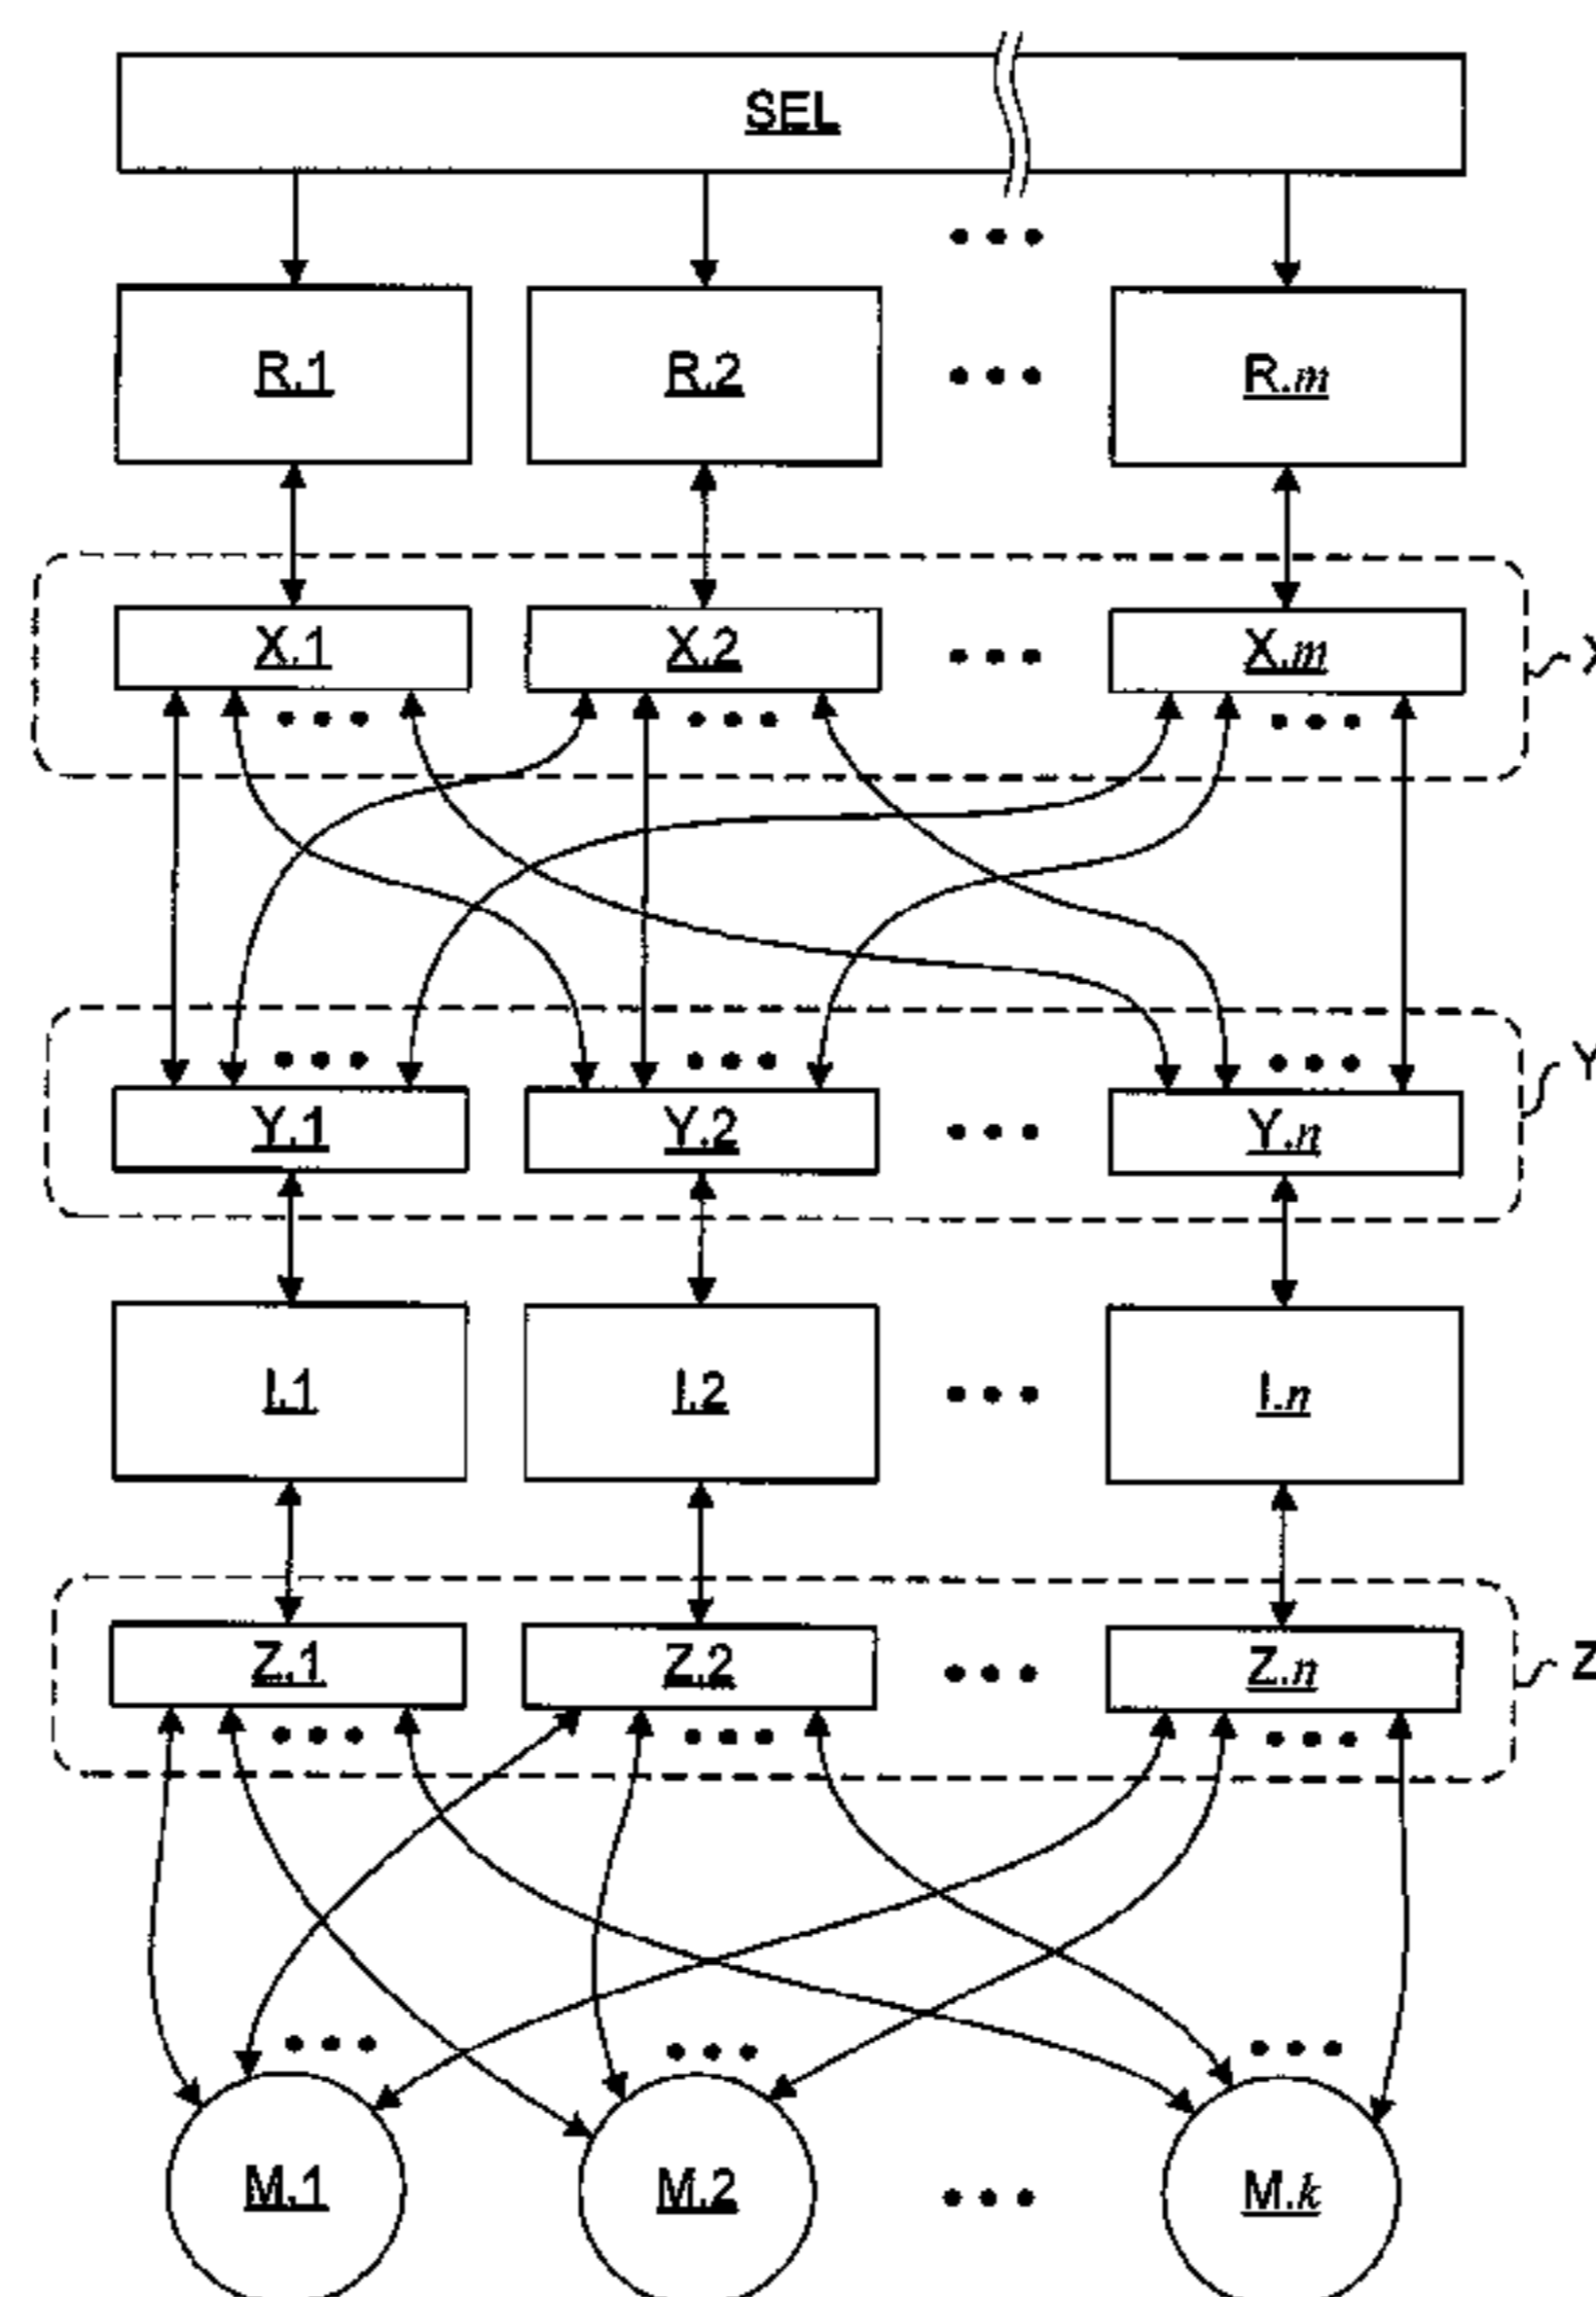 SEL
R.1 R.2 R.m
X.1 X.2 X.m X
Y.1 Y.2 Y.n Y
I.1 I.2 I.n
Z.1 Z.2 Z.n Z
M.1 M.2 M.k